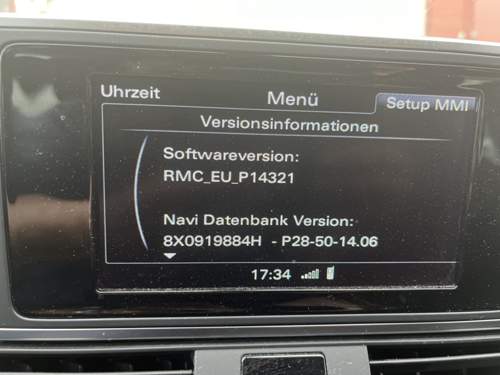 Uhrzeit
Menü
Setup MMI
Versionsinformationen
Softwareversion:
RMC_EU_P14321
Navi Datenbank Version:
8X0919884H - P28-50-14.06
17:34